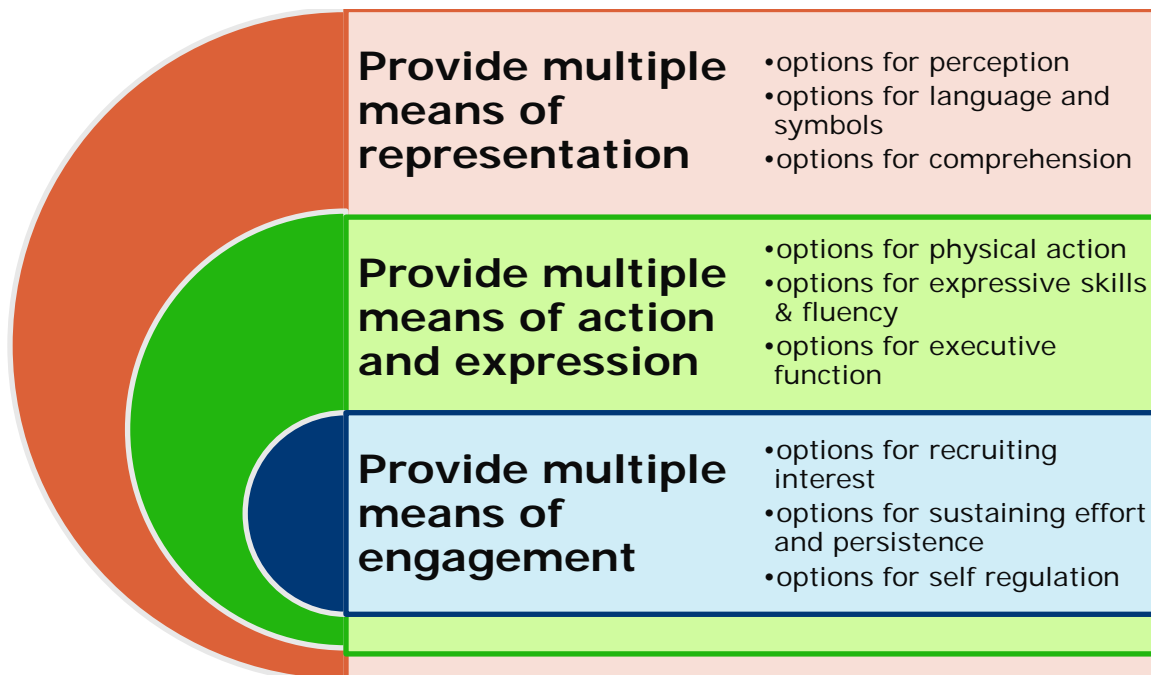 Provide multiple
means of
representation
•options for perception
•options for language and
symbols
•options for comprehension
Provide multiple
means of action
and expression
•options for physical action
•options for expressive skills
& fluency
•options for executive
function
Provide multiple
means of
engagement
•options for recruiting
interest
•options for sustaining effort
and persistence
•options for self regulation